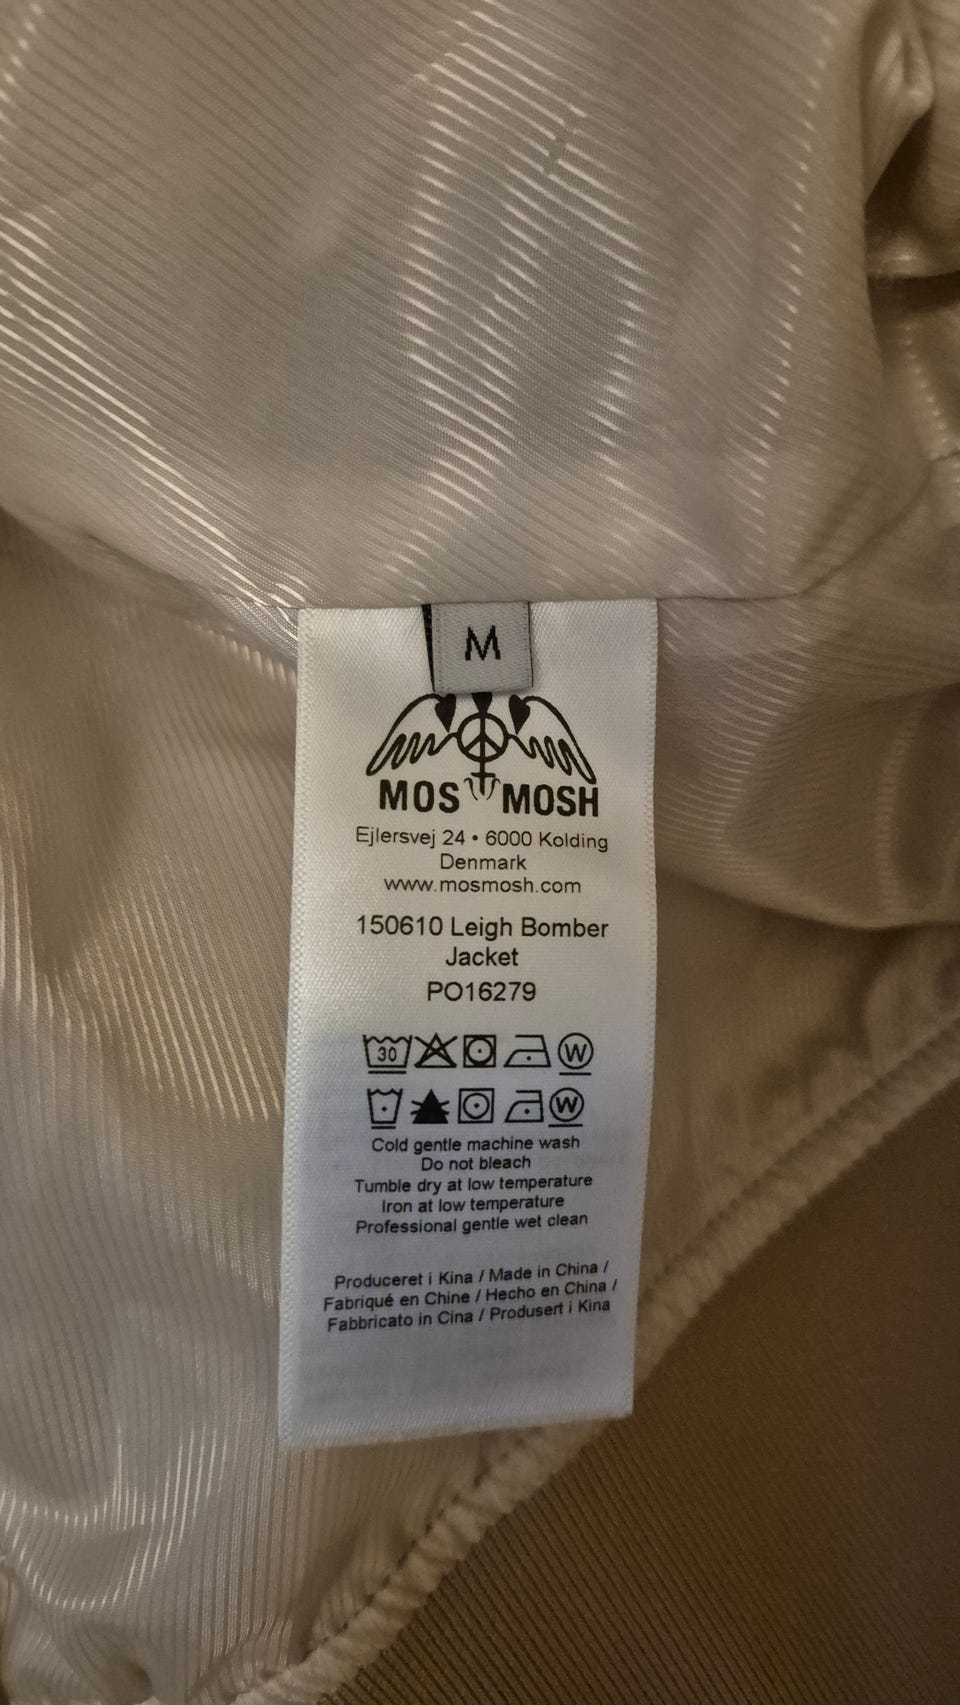 M
MOS MOSH
Ejlersvej 24 • 6000 Kolding
Denmark
www.mosmosh.com
150610 Leigh Bomber
Jacket
PO16279
30 W
W
Cold gentle machine wash
Do not bleach
Tumble dry at low temperature
Iron at low temperature
Professional gentle wet clean
Produceret i Kina / Made in China /
Fabriqué en Chine / Hecho en China /
Fabbricato in Cina / Produsert i Kina